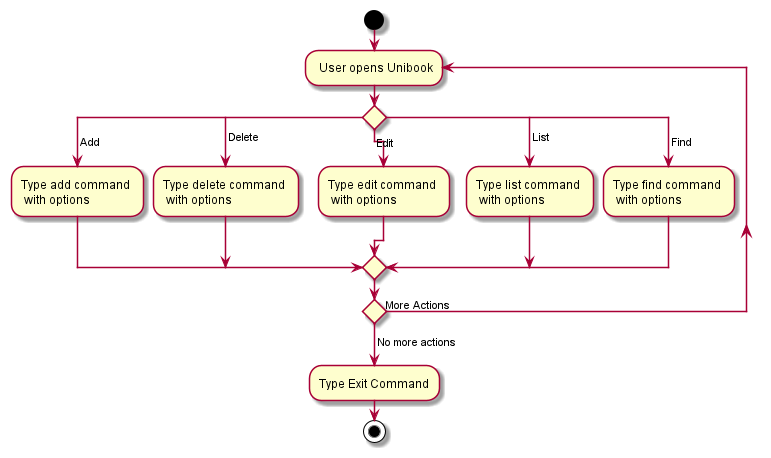 User opens Unibook
Add
Delete
Edit
List
Find
Type add command
with options
Type delete command
with options
Type edit command
with options
Type list command
with options
Type find command
with options
More Actions
No more actions
Type Exit Command